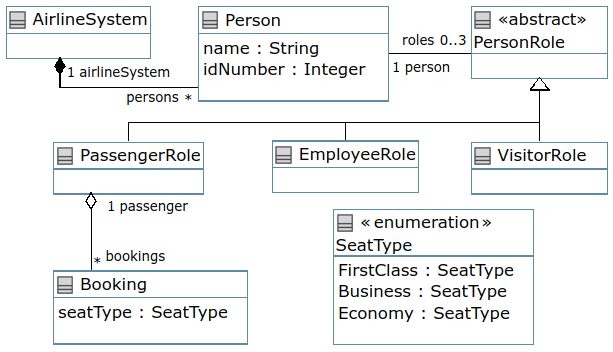 AirlineSystem
Person
name : String
idNumber : Integer
«abstract»
PersonRole
roles 0..3
1 person
1 airlineSystem
persons *
PassengerRole
EmployeeRole
VisitorRole
1 passenger
* bookings
Booking
seatType : SeatType
«enumeration»
SeatType
FirstClass : SeatType
Business : SeatType
Economy : SeatType